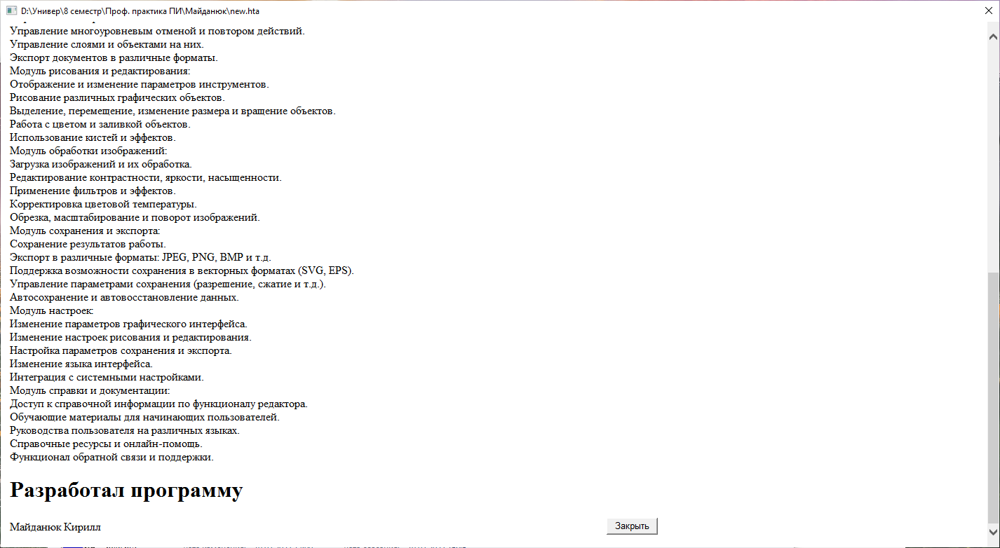 D:\Универ\8 семестр\Проф. практика ПИ\Майданюк\new.hta
Управление многоуровневым отменой и повтором действий.
Управление слоями и объектами на них.
Экспорт документов в различные форматы.
Модуль рисования и редактирования:
Отображение и изменение параметров инструментов.
Рисование различных графических объектов.
Выделение, перемещение, изменение размера и вращение объектов.
Работа с цветом и заливкой объектов.
Использование кистей и эффектов.
Модуль обработки изображений:
Загрузка изображений и их обработка.
Редактирование контрастности, яркости, насыщенности.
Применение фильтров и эффектов.
Корректировка цветовой температуры.
Обрезка, масштабирование и поворот изображений.
Модуль сохранения и экспорта:
Сохранение результатов работы.
Экспорт в различные форматы: JPEG, PNG, BMP и т.д.
Поддержка возможности сохранения в векторных форматах (SVG, EPS).
Управление параметрами сохранения (разрешение, сжатие и т.д.).
Автосохранение и автовосстановление данных.
Модуль настроек:
Изменение параметров графического интерфейса.
Изменение настроек рисования и редактирования.
Настройка параметров сохранения и экспорта.
Изменение языка интерфейса.
Интеграция с системными настройками.
Модуль справки и документации:
Доступ к справочной информации по функционалу редактора.
Обучающие материалы для начинающих пользователей.
Руководства пользователя на различных языках.
Справочные ресурсы и онлайн-помощь.
Функционал обратной связи и поддержки.
Разработал программу
Майданюк Кирилл
Закрыть